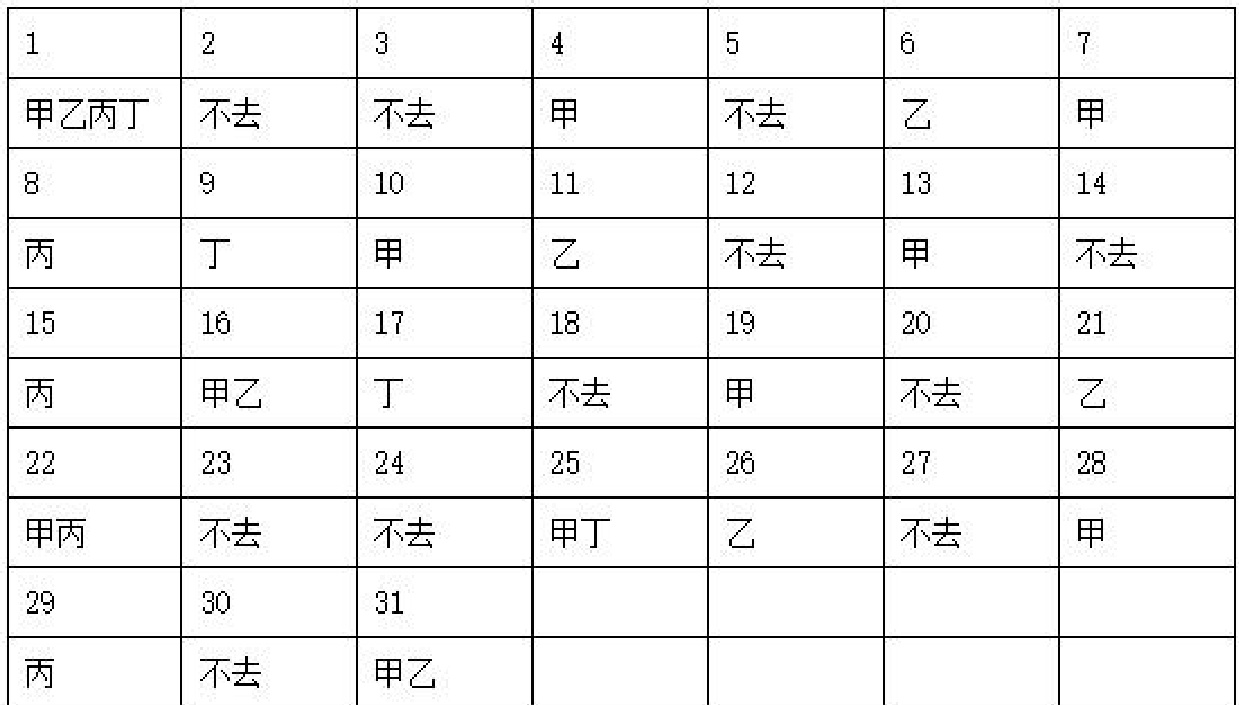 1 2 3 4 5 6 7
甲乙丙丁 不去 不去 甲 不去 乙 甲
8 9 10 11 12 13 14
丙 丁 甲 乙 不去 甲 不去
15 16 17 18 19 20 21
丙 甲乙 丁 不去 甲 不去 乙
22 23 24 25 26 27 28
甲丙 不去 不去 甲丁 乙 不去 甲
29 30 31
丙 不去 甲乙